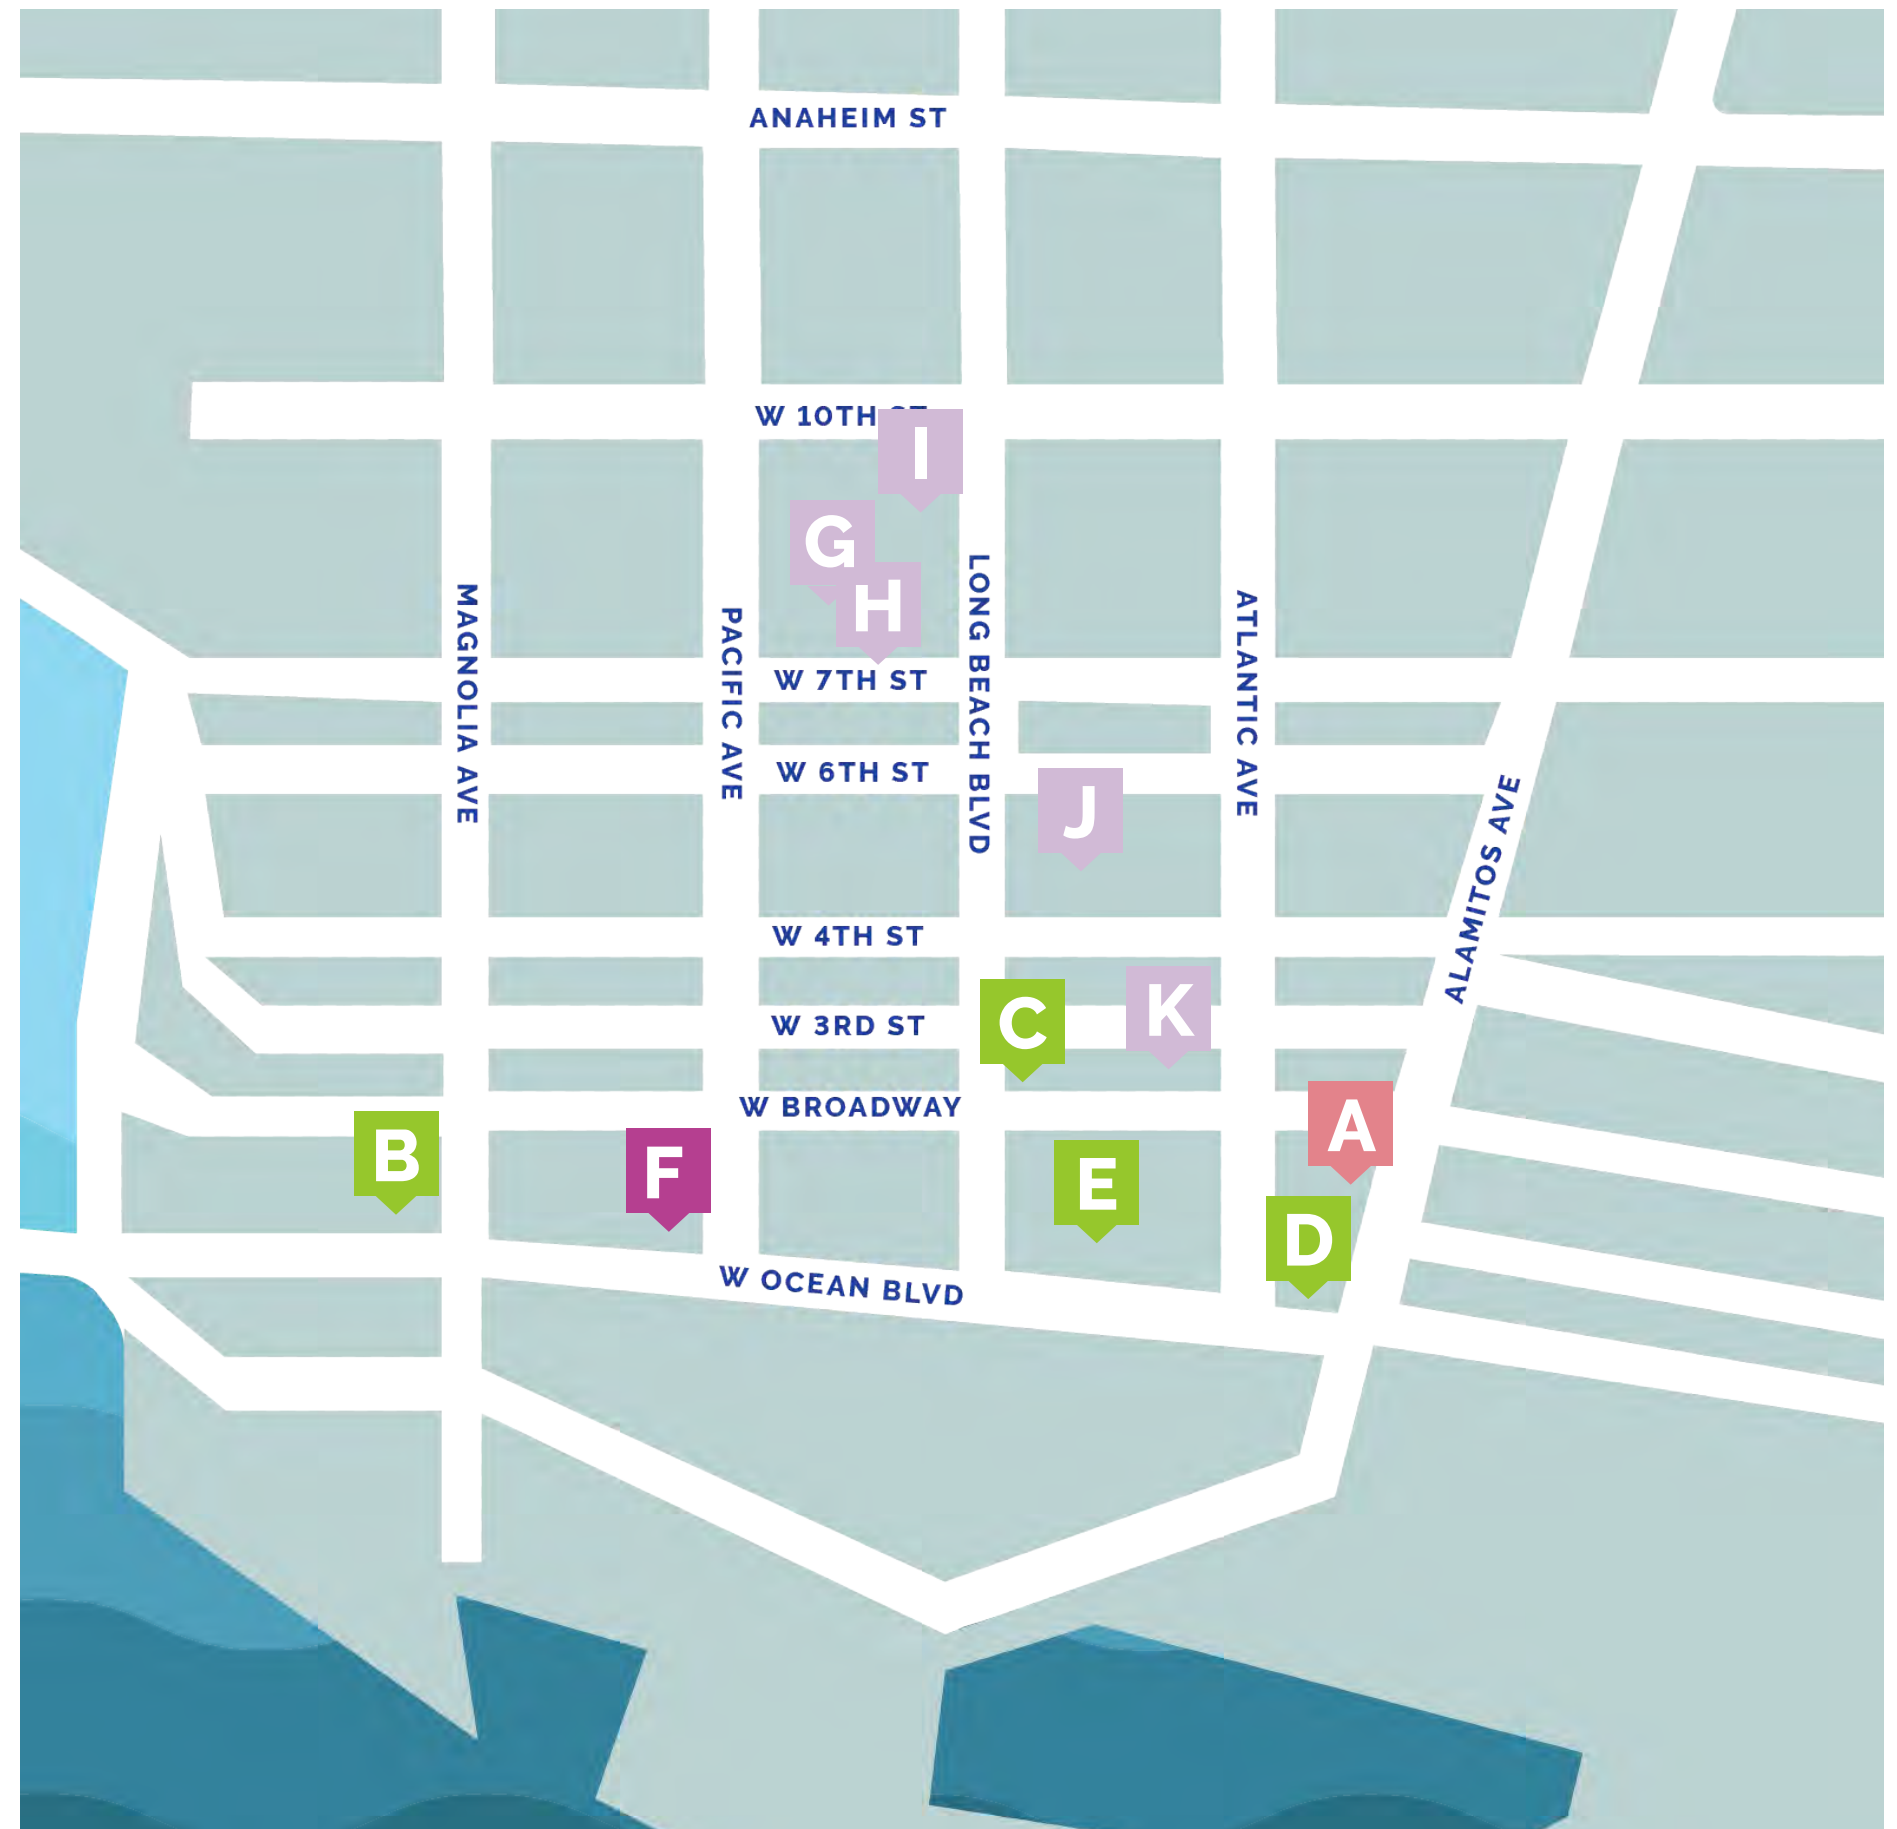 ANAHEIM ST
W 10TH ST
I
G
H
MAGNOLIA AVE
PACIFIC AVE
LONG BEACH BLVD
ATLANTIC AVE
W 7TH ST
W 6TH ST
J
ALAMITOS AVE
W 4TH ST
C
K
W 3RD ST
W BROADWAY
A
B
F
E
D
W OCEAN BLVD